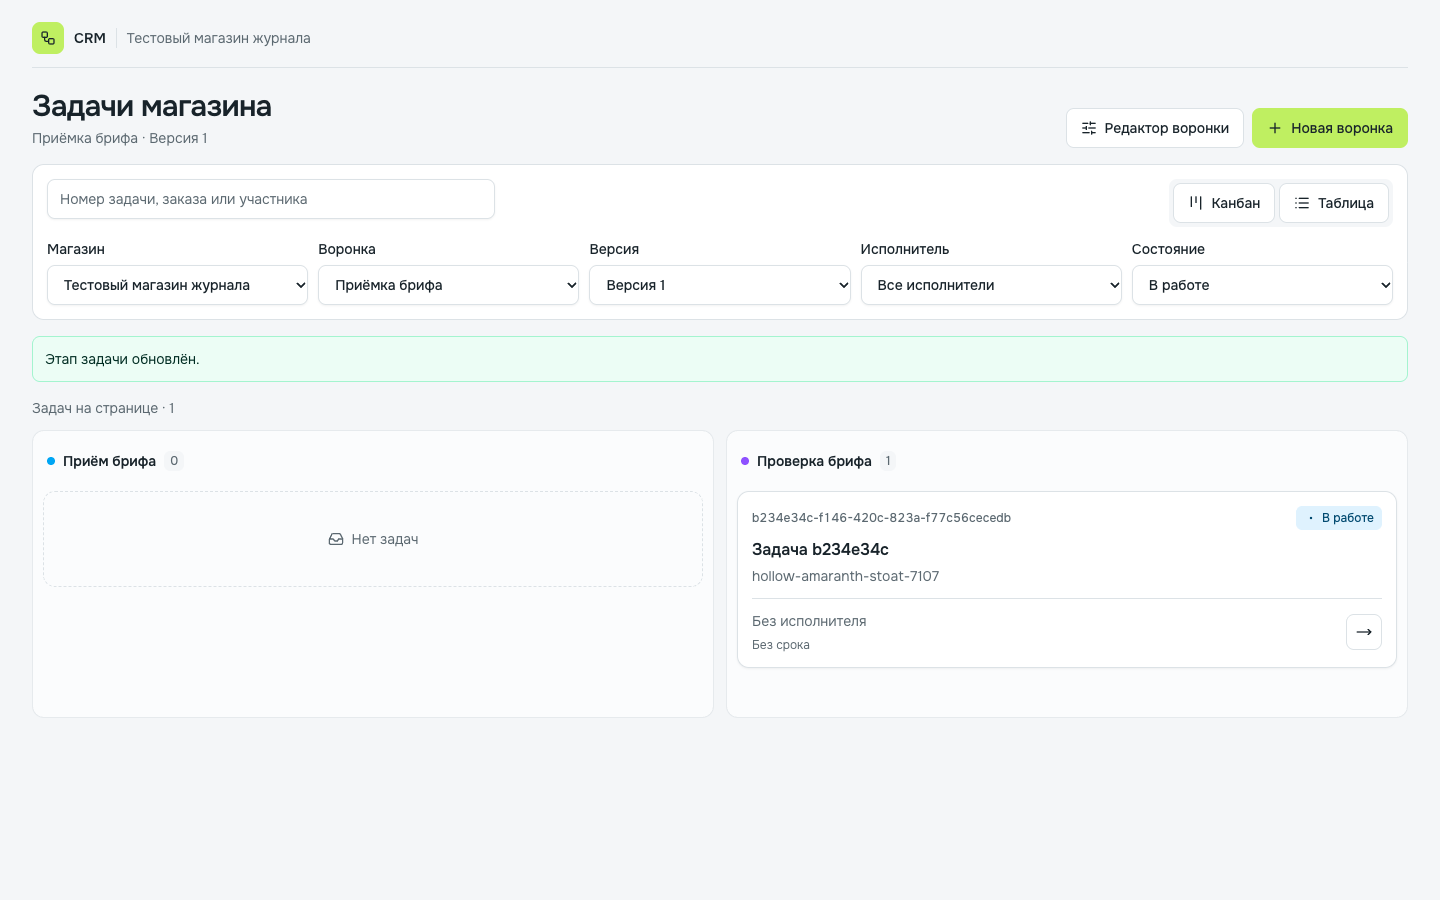 CRM
Тестовый магазин журнала
Задачи магазина
Приёмка брифа · Версия 1
Редактор воронки
Новая воронка
Номер задачи, заказа или участника
Канбан
Таблица
Магазин
Воронка
Версия
Исполнитель
Состояние
Тестовый магазин журнала
Приёмка брифа
Версия 1
Все исполнители
В работе
Этап задачи обновлён.
Задач на странице · 1
Приём брифа 0
Нет задач
Проверка брифа 1
b234e34c-f146-420c-823a-f77c56cecedb
· В работе
Задача b234e34c
hollow-amaranth-stoat-7107
Без исполнителя
Без срока